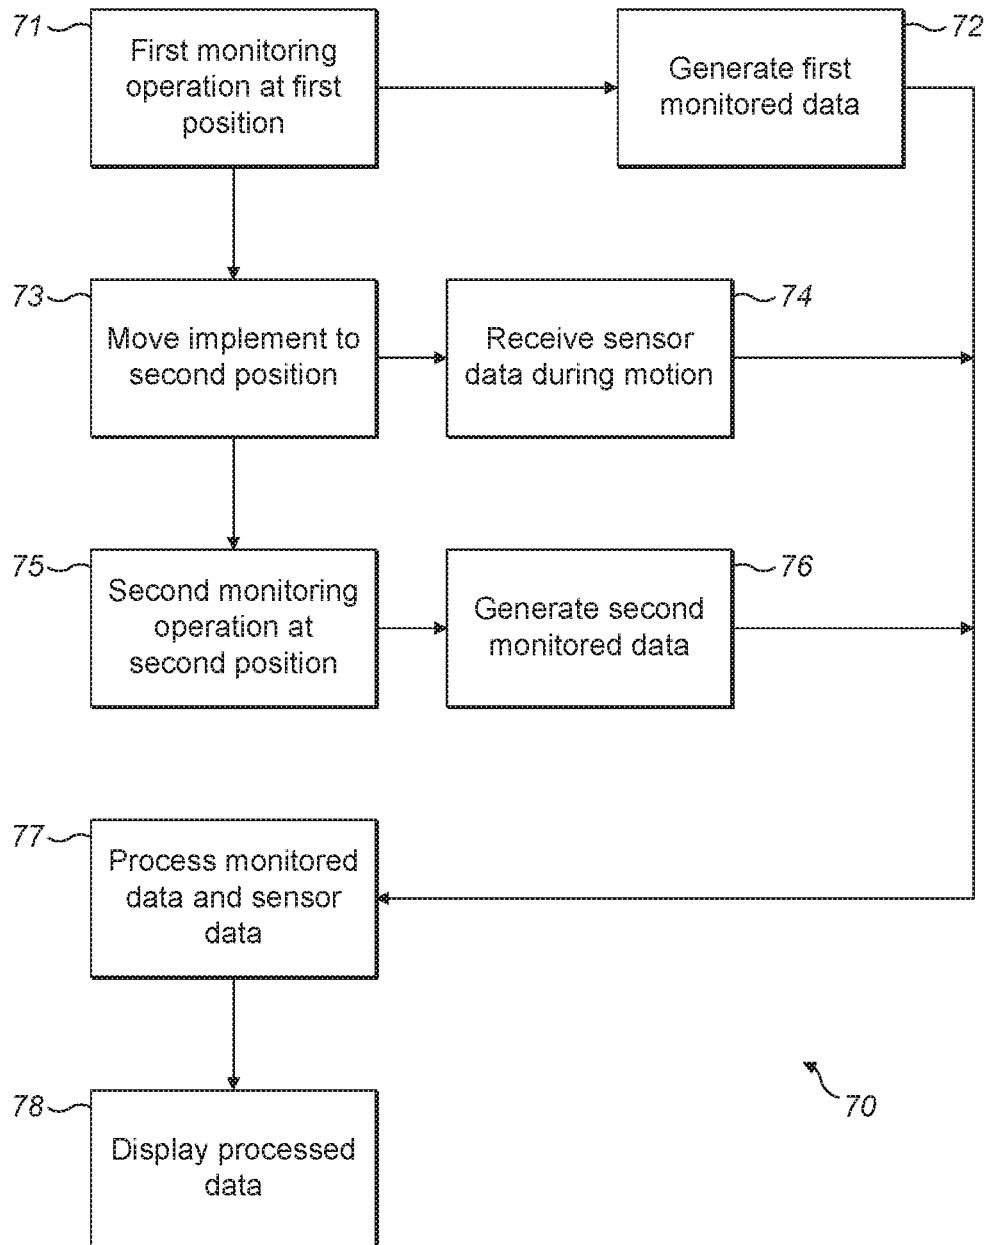 71
First monitoring
operation at first
position
72
Generate first
monitored data
73
Move implement to
second position
74
Receive sensor
data during motion
75
Second monitoring
operation at
second position
76
Generate second
monitored data
77
Process monitored
data and sensor
data
78
Display processed
data
70